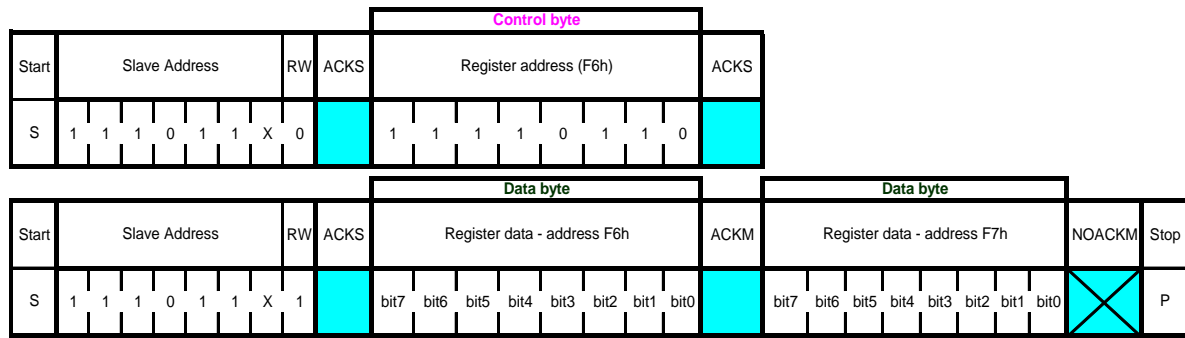 Control byte
Start Slave Address RW ACKS Register address (F6h) ACKS
S 1 1 1 0 1 1 X 0 1 1 1 1 0 1 1 0
Data byte Data byte
Start Slave Address RW ACKS Register data - address F6h ACKM Register data - address F7h NOACKM Stop
S 1 1 1 0 1 1 X 1 bit7 bit6 bit5 bit4 bit3 bit2 bit1 bit0 bit7 bit6 bit5 bit4 bit3 bit2 bit1 bit0 P